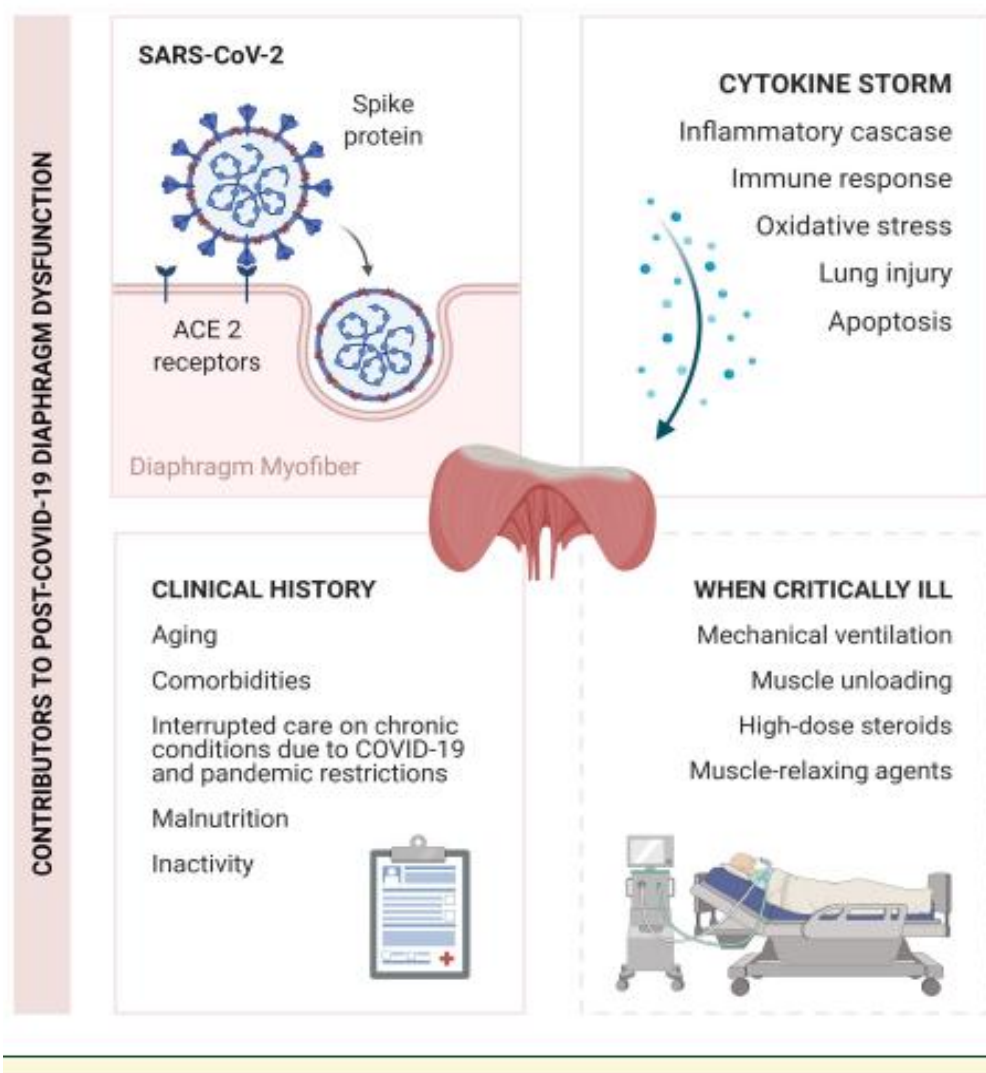 CONTRIBUTORS TO POST-COVID-19 DIAPHRAGM DYSFUNCTION
SARS-CoV-2
Spike
protein
ACE 2
receptors
Diaphragm Myofiber
CYTOKINE STORM
Inflammatory cascase
Immune response
Oxidative stress
Lung injury
Apoptosis
CLINICAL HISTORY
Aging
Comorbidities
Interrupted care on chronic
conditions due to COVID-19
and pandemic restrictions
Malnutrition
Inactivity
WHEN CRITICALLY ILL
Mechanical ventilation
Muscle unloading
High-dose steroids
Muscle-relaxing agents